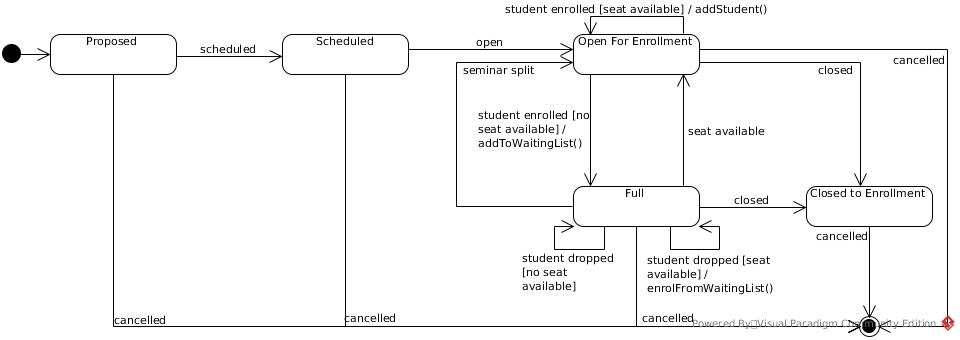 student enrolled [seat available] / addStudent()
Proposed
scheduled
Scheduled
open
Open For Enrollment
cancelled
seminar split
closed
student enrolled [no
seat available] /
addToWaitingList()
seat available
Full
closed
Closed to Enrollment
cancelled
student dropped
[no seat
available]
student dropped [seat
available] /
enrolFromWaitingList()
cancelled
cancelled
cancelled
Powered By Visual Paradigm Community Edition